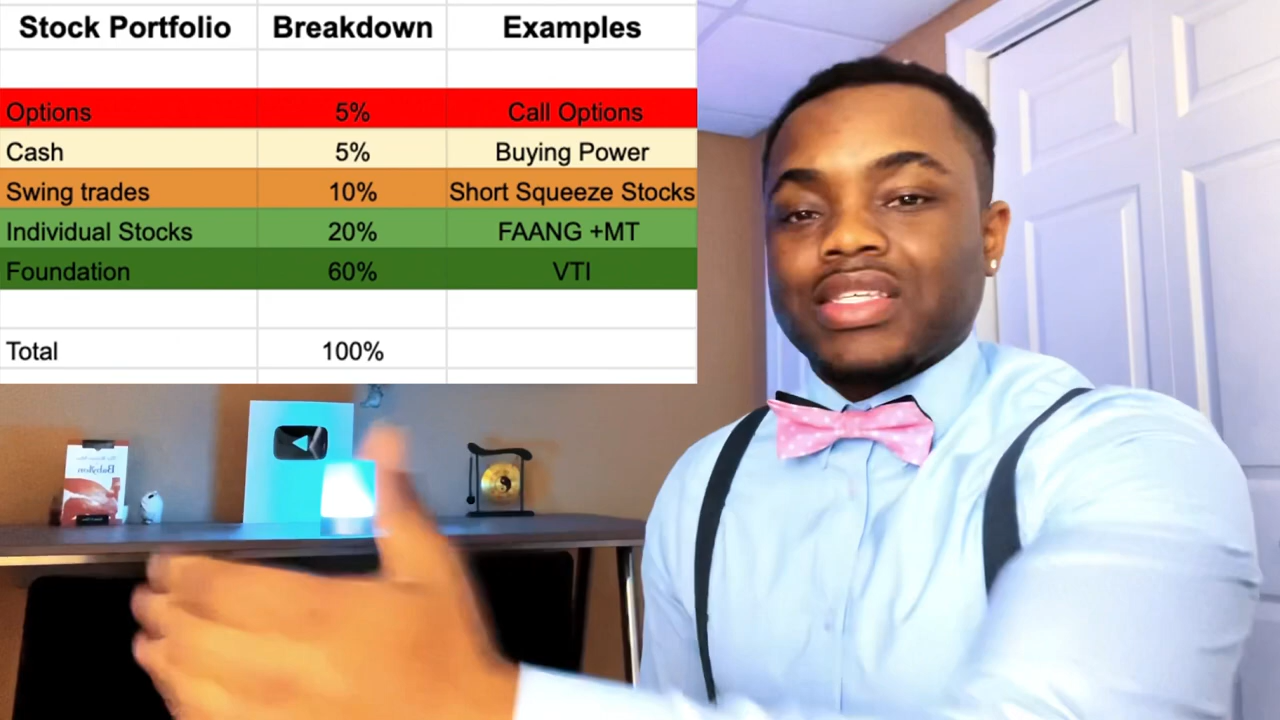 Stock Portfolio Breakdown Examples
Options 5% Call Options
Cash 5% Buying Power
Swing trades 10% Short Squeeze Stocks
Individual Stocks 20% FAANG +MT
Foundation 60% VTI
Total 100%
Babylon